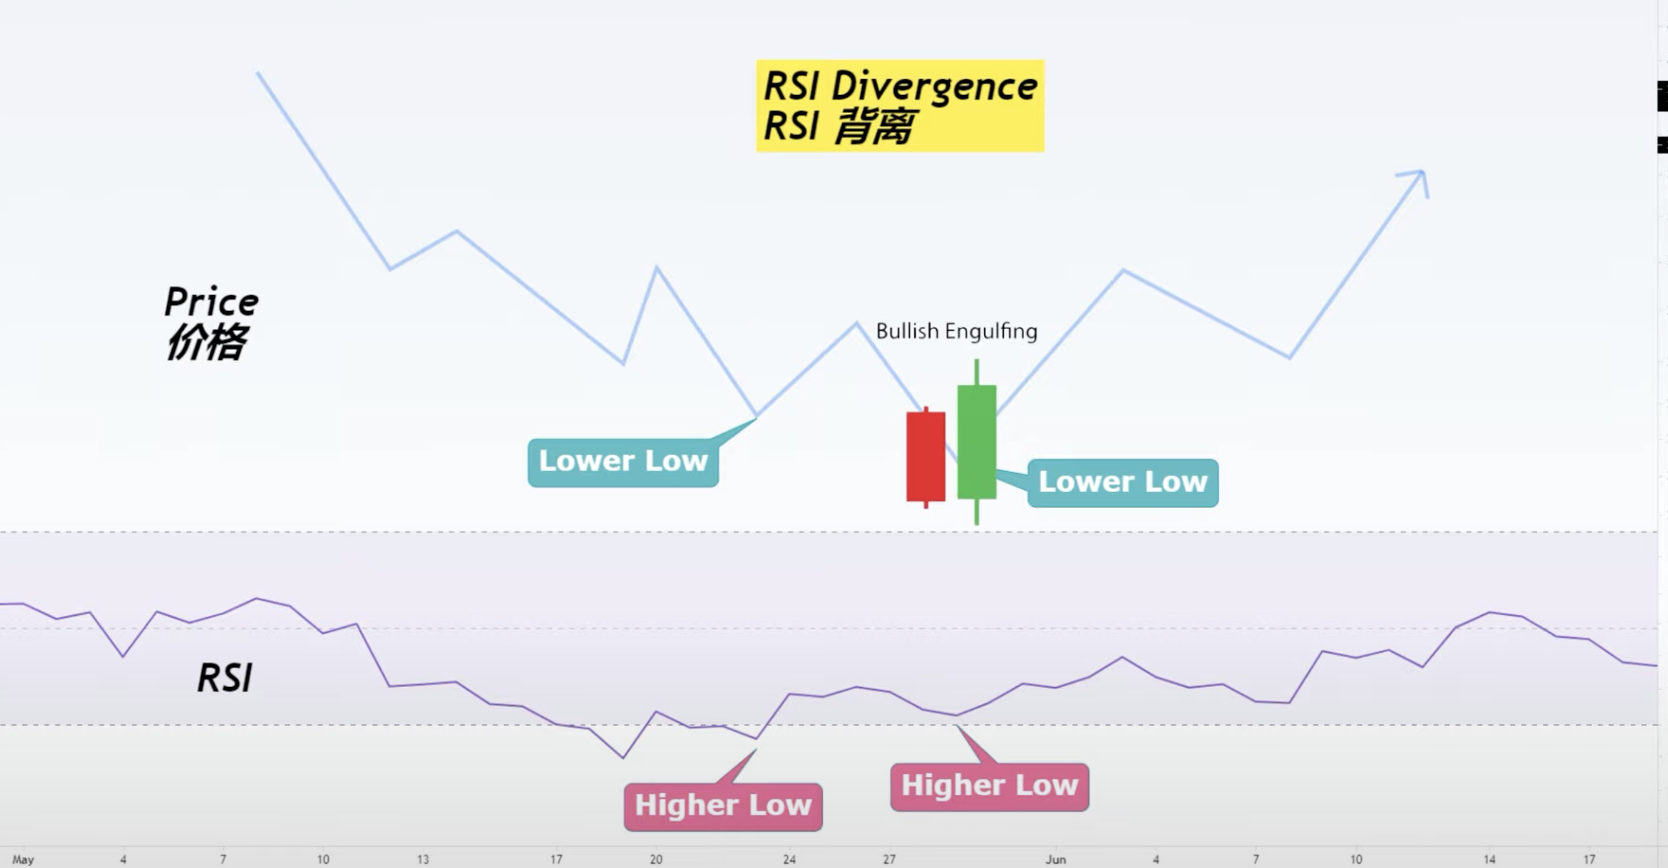 RSI Divergence
RSI 背离
Price
价格
Bullish Engulfing
Lower Low
Lower Low
RSI
Higher Low
Higher Low
May 4 7 10 13 17 20 24 27 Jun 4 7 10 14 17